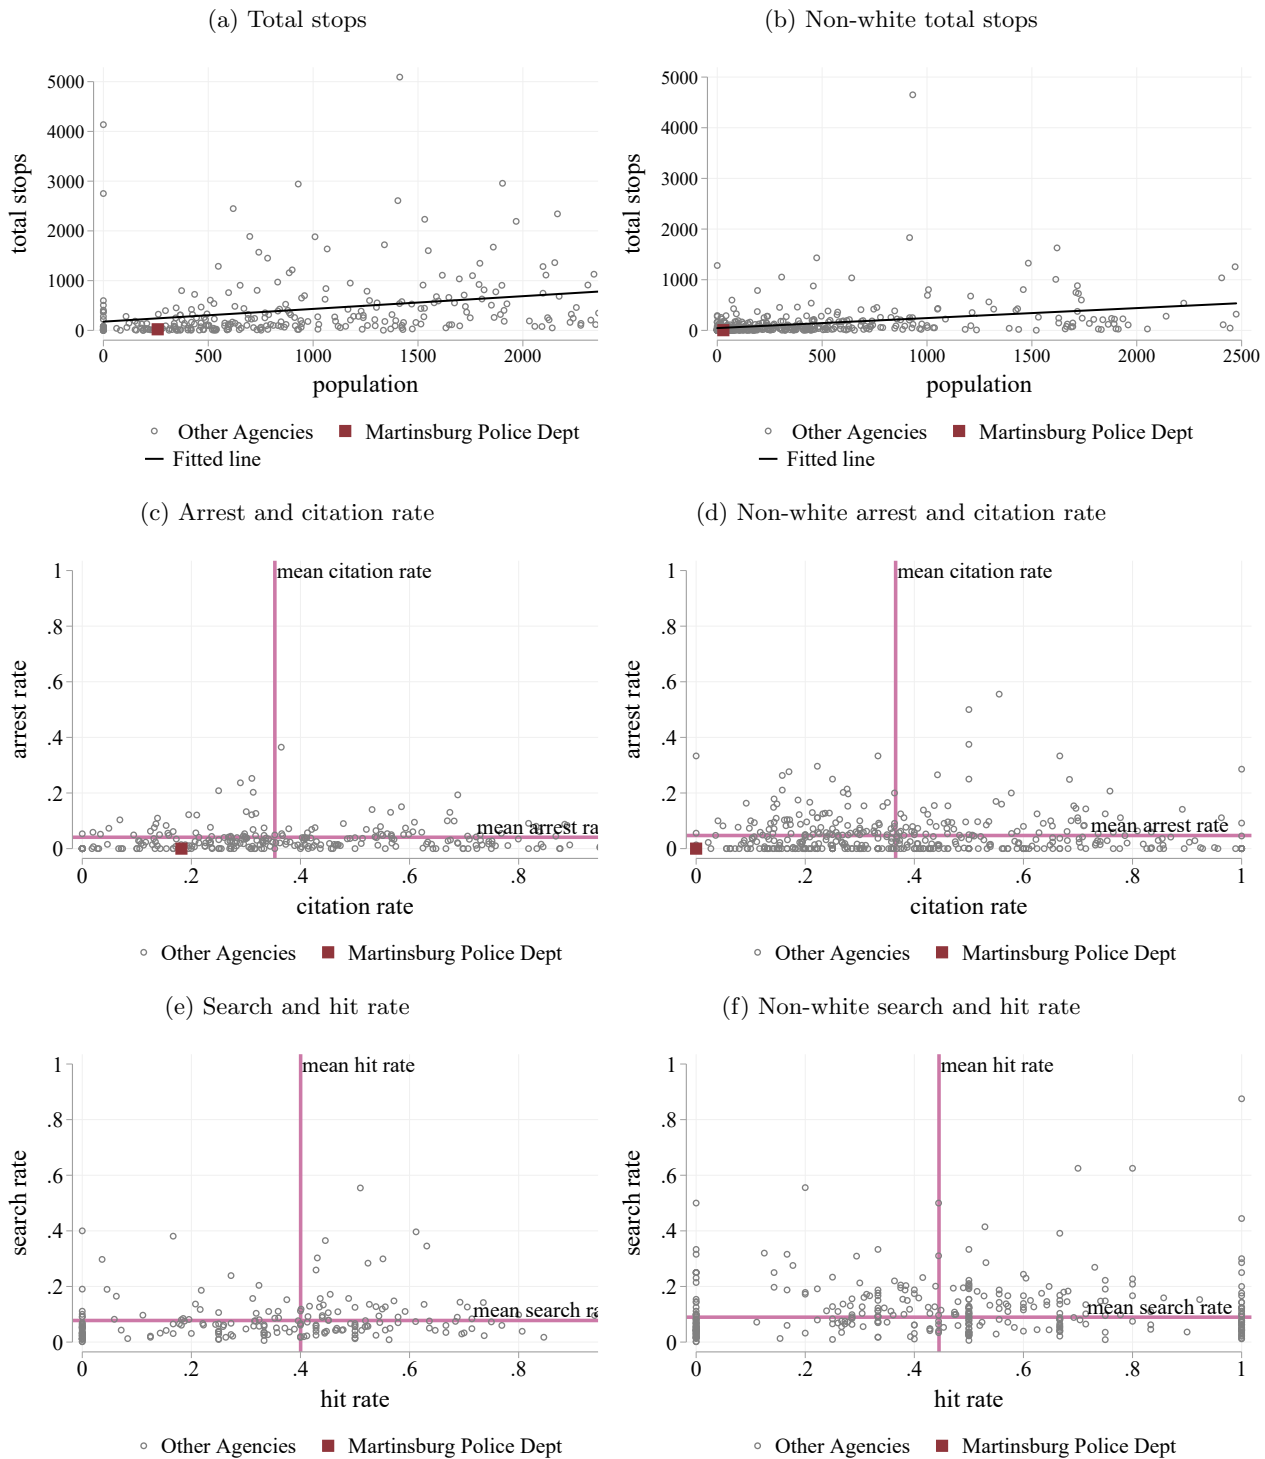 (a) Total stops
(b) Non-white total stops
total stops
5000
4000
3000
2000
1000
0
0 500 1000 1500 2000
population
Other Agencies Martinsburg Police Dept
Fitted line
total stops
5000
4000
3000
2000
1000
0
0 500 1000 1500 2000 2500
population
Other Agencies Martinsburg Police Dept
Fitted line
(c) Arrest and citation rate
(d) Non-white arrest and citation rate
arrest rate
1
.8
.6
.4
.2
0
mean citation rate
mean arrest ra
0 .2 .4 .6 .8
citation rate
Other Agencies Martinsburg Police Dept
arrest rate
1
.8
.6
.4
.2
0
mean citation rate
mean arrest rate
0 .2 .4 .6 .8 1
citation rate
Other Agencies Martinsburg Police Dept
(e) Search and hit rate
(f) Non-white search and hit rate
search rate
1
.8
.6
.4
.2
0
mean hit rate
mean search ra
0 .2 .4 .6 .8
hit rate
Other Agencies Martinsburg Police Dept
search rate
1
.8
.6
.4
.2
0
mean hit rate
mean search rate
0 .2 .4 .6 .8 1
hit rate
Other Agencies Martinsburg Police Dept